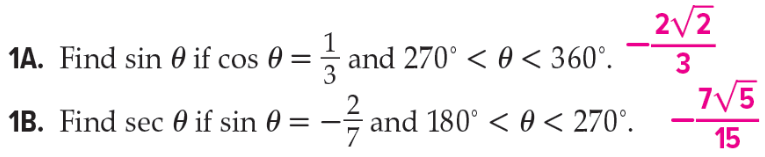 1A. Find sin θ if cos θ = 1/3 and 270° < θ < 360°. −2√2/3
1B. Find sec θ if sin θ = −2/7 and 180° < θ < 270°. −7√5/15